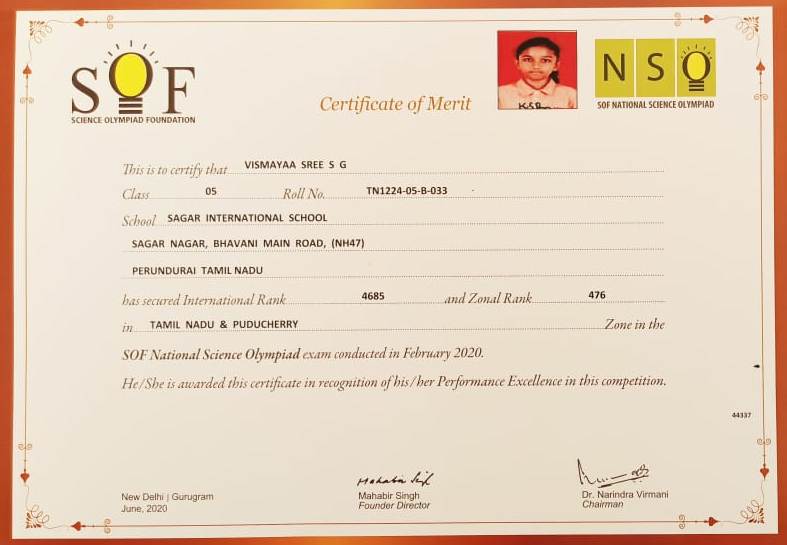 SOF
SCIENCE OLYMPIAD FOUNDATION
Certificate of Merit
NSO
SOF NATIONAL SCIENCE OLYMPIAD
This is to certify that VISMAYAA SREE S G
Class 05 Roll No. TN1224-05-B-033
School SAGAR INTERNATIONAL SCHOOL
SAGAR NAGAR, BHAVANI MAIN ROAD, (NH47)
PERUNDURAI TAMIL NADU
has secured International Rank 4685 and Zonal Rank 476
in TAMIL NADU & PUDUCHERRY Zone in the
SOF National Science Olympiad exam conducted in February 2020.
He/She is awarded this certificate in recognition of his/her Performance Excellence in this competition.
44337
New Delhi | Gurugram
June, 2020
Mahabir Singh
Founder Director
Dr. Narindra Virmani
Chairman